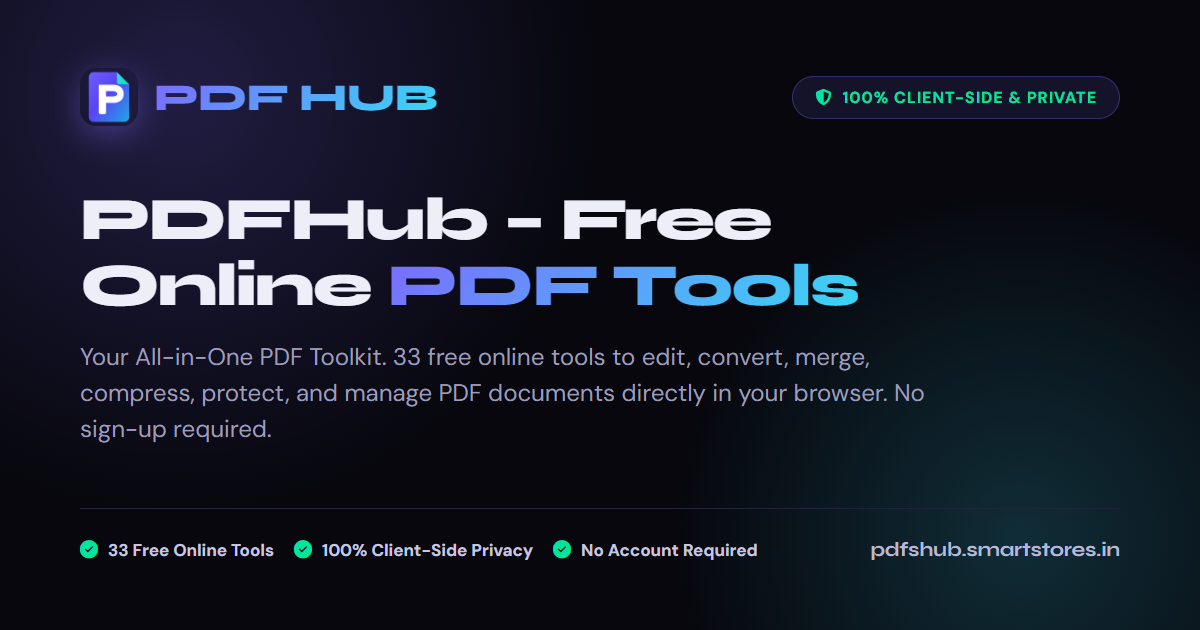 P PDF HUB
100% CLIENT-SIDE & PRIVATE
PDFHub – Free
Online PDF Tools
Your All-in-One PDF Toolkit. 33 free online tools to edit, convert, merge,
compress, protect, and manage PDF documents directly in your browser. No
sign-up required.
33 Free Online Tools
100% Client-Side Privacy
No Account Required
pdfshub.smartstores.in